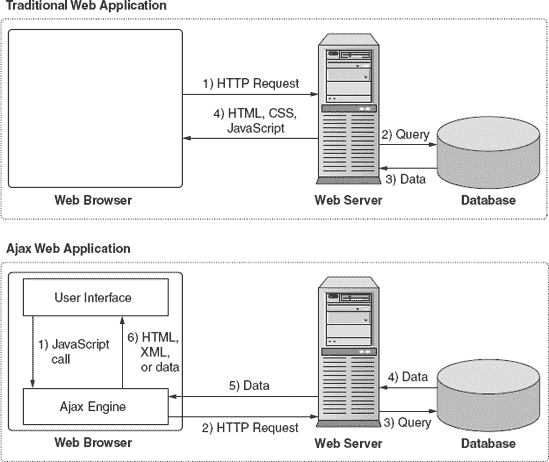 Traditional Web Application
1) HTTP Request
4) HTML, CSS,
JavaScript
2) Query
3) Data
Web Browser
Web Server
Database
Ajax Web Application
User Interface
1) JavaScript
call
6) HTML,
XML,
or data
Ajax Engine
5) Data
2) HTTP Request
4) Data
3) Query
Web Browser
Web Server
Database